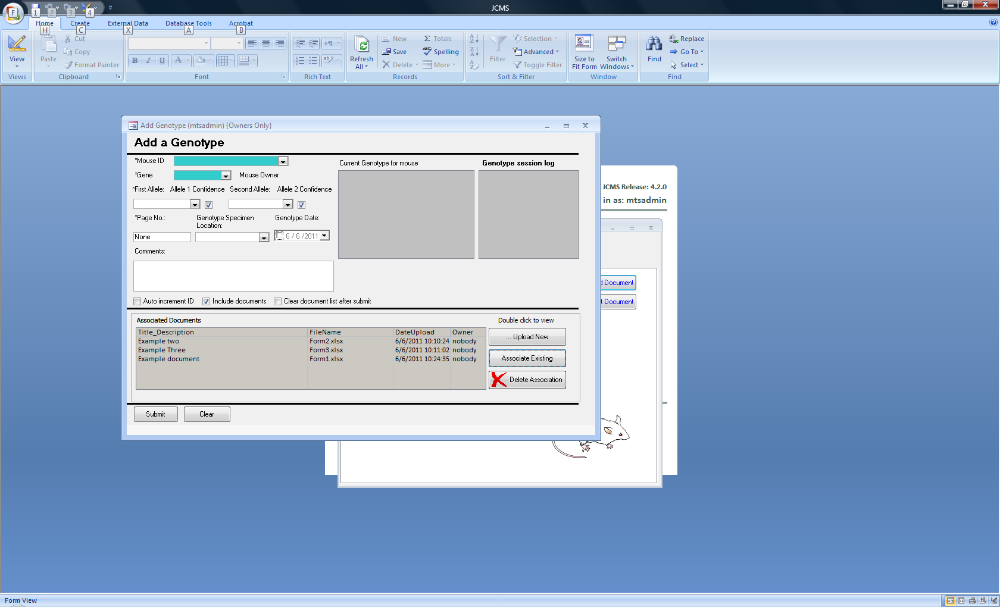 JCMS
F 1 2 3 4
Home Create External Data Database Tools Acrobat
H C X A B
View
Views
Paste
Cut
Copy
Format Painter
Clipboard
B I U A
Font
Rich Text
Refresh
All
New
Save
Delete
Totals
Spelling
More
Records
Filter
Selection
Advanced
Toggle Filter
Sort & Filter
Size to
Fit Form
Switch
Windows
Window
Find
Replace
Go To
Select
Find
Add Genotype (mtsadmin) {Owners Only}
Add a Genotype
*Mouse ID
*Gene
Mouse Owner
*First Allele: Allele 1 Confidence Second Allele: Allele 2 Confidence
*Page No.: Genotype Specimen
Location:
Genotype Date:
None
6 / 6 /2011
Comments:
Current Genotype for mouse
Genotype session log
Auto increment ID Include documents Clear document list after submit
Associated Documents
Double click to view
Title_Description FileName DateUpload Owner
Example two Form2.xlsx 6/6/2011 10:10:24 nobody
Example Three Form3.xlsx 6/6/2011 10:11:02 nobody
Example document Form1.xlsx 6/6/2011 10:24:35 nobody
... Upload New
Associate Existing
Delete Association
Submit Clear
JCMS Release: 4.2.0
in as: mtsadmin
d Document
t Document
Form View